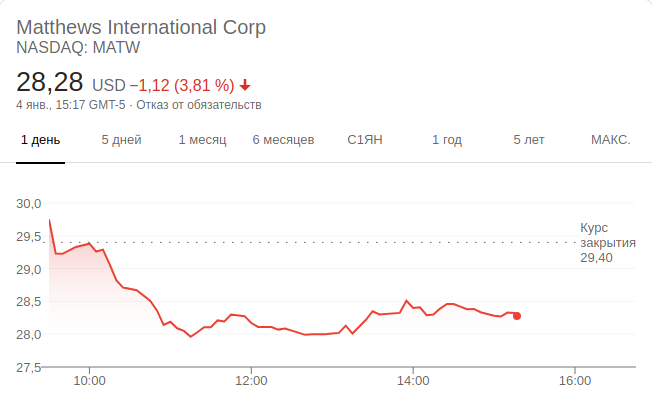 Matthews International Corp
NASDAQ: MATW
28,28 USD −1,12 (3,81 %)
4 янв., 15:17 GMT-5 · Отказ от обязательств
1 день 5 дней 1 месяц 6 месяцев С1ЯН 1 год 5 лет МАКС.
30,0
29,5
29,0
28,5
28,0
27,5
Курс
закрытия
29,40
10:00 12:00 14:00 16:00